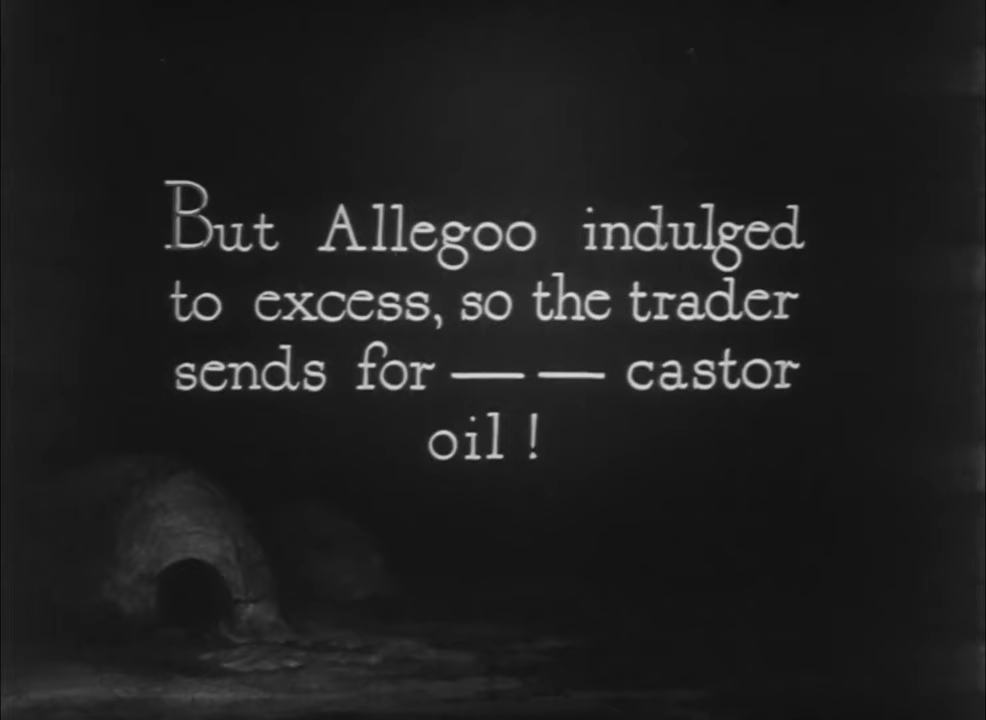 But Allegoo indulged
to excess, so the trader
sends for — — castor
oil !